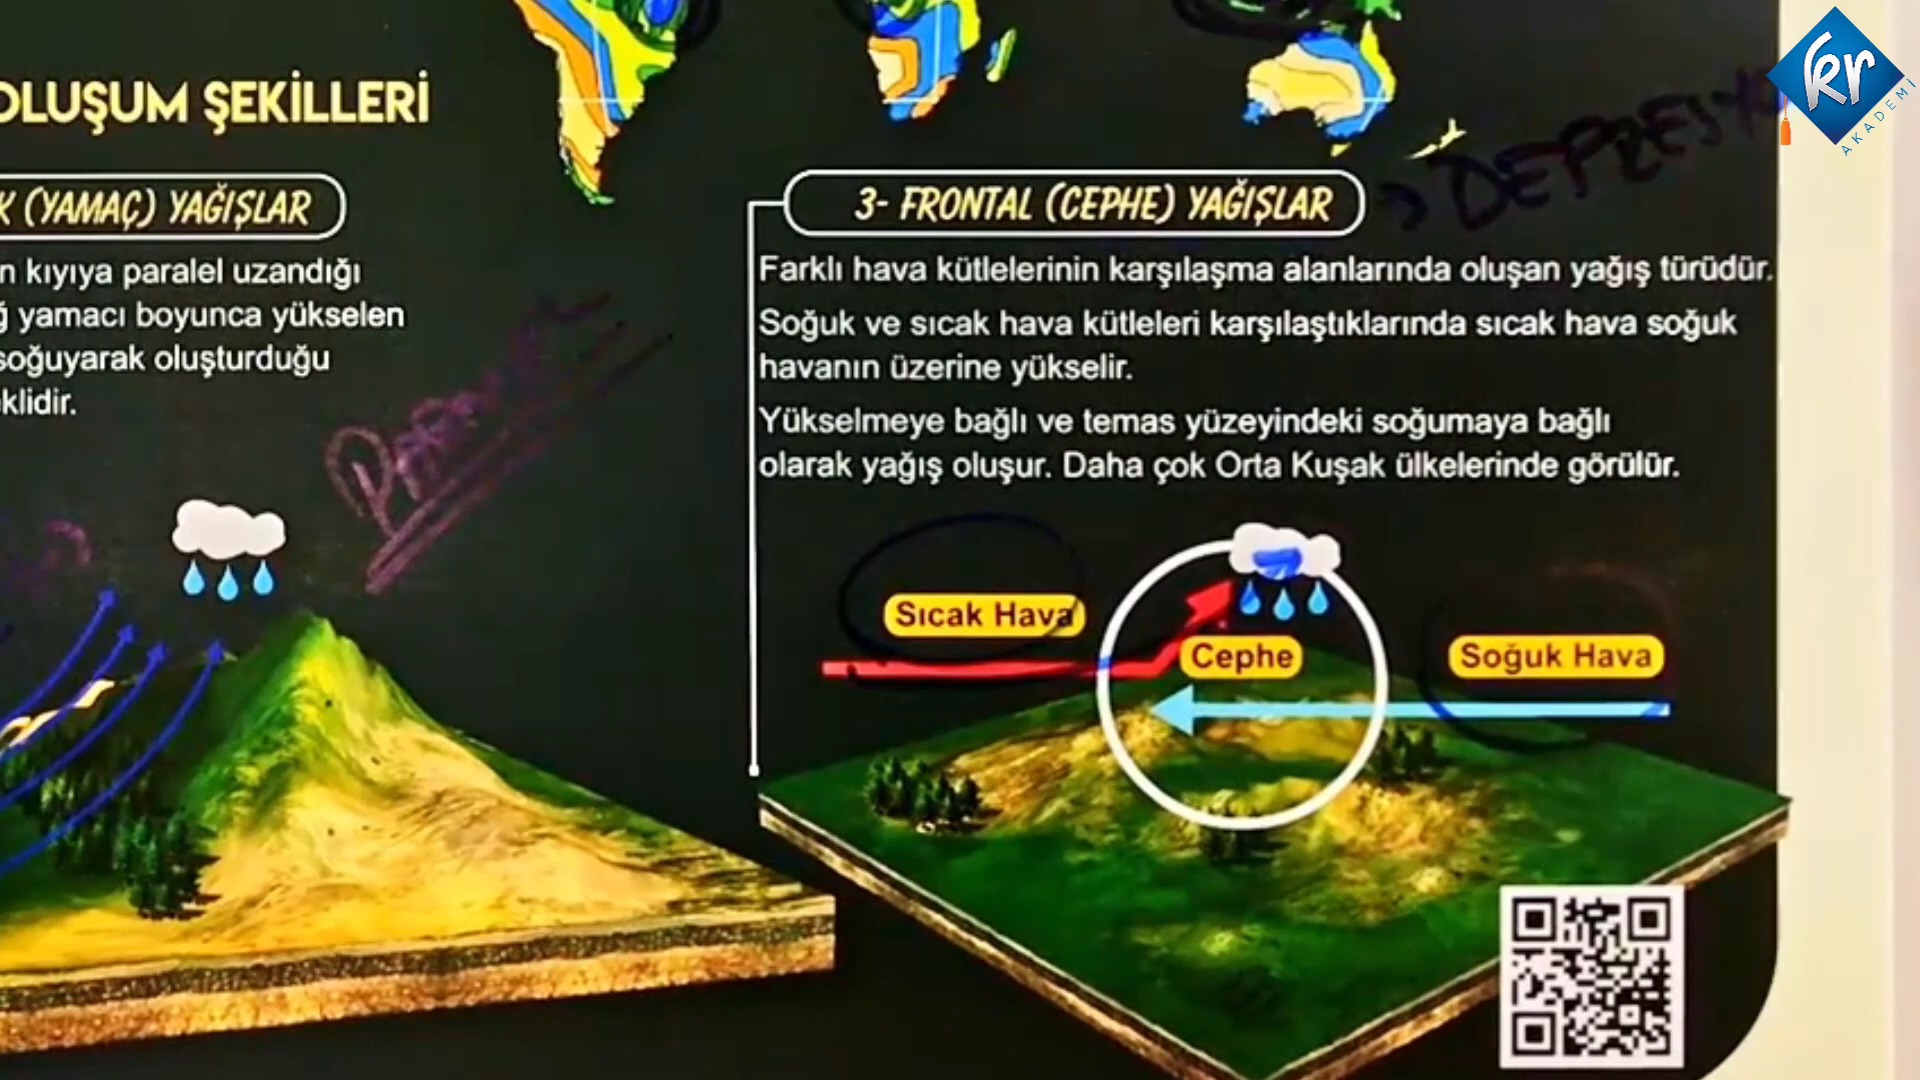 OLUŞUM ŞEKİLLERİ
K (YAMAÇ) YAĞIŞLAR
n kıyıya paralel uzandığı
ğ yamacı boyunca yükselen
soğuyarak oluşturduğu
klidir.
3- FRONTAL (CEPHE) YAĞIŞLAR
DEPRESYO
Farklı hava kütlelerinin karşılaşma alanlarında oluşan yağış türüdür.
Soğuk ve sıcak hava kütleleri karşılaştıklarında sıcak hava soğuk
havanın üzerine yükselir.
Yükselmeye bağlı ve temas yüzeyindeki soğumaya bağlı
olarak yağış oluşur. Daha çok Orta Kuşak ülkelerinde görülür.
Sıcak Hava
Cephe
Soğuk Hava
kr
AKADEMİ